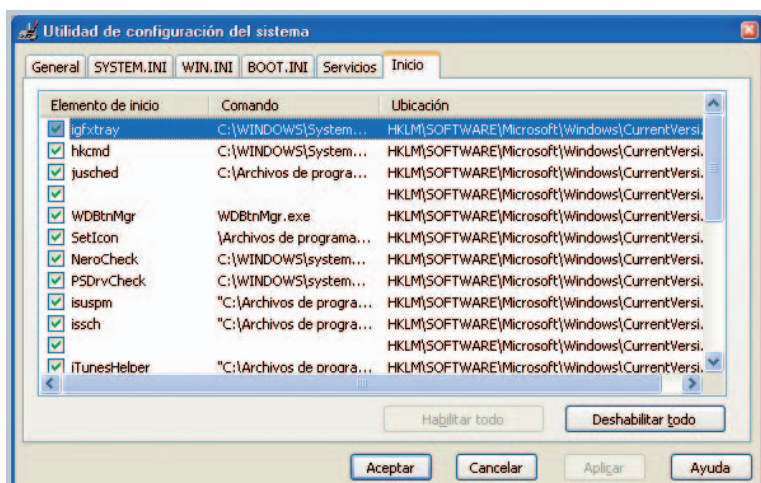 Utilidad de configuración del sistema
General SYSTEM.INI WIN.INI BOOT.INI Servicios Inicio
Elemento de inicio Comando Ubicación
igfxtray C:\WINDOWS\System... HKLM\SOFTWARE\Microsoft\Windows\CurrentVersi.
hkcmd C:\WINDOWS\System... HKLM\SOFTWARE\Microsoft\Windows\CurrentVersi.
jusched C:\Archivos de progra... HKLM\SOFTWARE\Microsoft\Windows\CurrentVersi.
HKLM\SOFTWARE\Microsoft\Windows\CurrentVersi.
WDBtnMgr WDBtnMgr.exe HKLM\SOFTWARE\Microsoft\Windows\CurrentVersi.
SetIcon \Archivos de programa... HKLM\SOFTWARE\Microsoft\Windows\CurrentVersi.
NeroCheck C:\WINDOWS\system... HKLM\SOFTWARE\Microsoft\Windows\CurrentVersi.
PSDrvCheck C:\WINDOWS\system... HKLM\SOFTWARE\Microsoft\Windows\CurrentVersi.
isuspm "C:\Archivos de progra... HKLM\SOFTWARE\Microsoft\Windows\CurrentVersi.
issch "C:\Archivos de progra... HKLM\SOFTWARE\Microsoft\Windows\CurrentVersi.
HKLM\SOFTWARE\Microsoft\Windows\CurrentVersi.
iTunesHelper "C:\Archivos de progra... HKLM\SOFTWARE\Microsoft\Windows\CurrentVersi.
Habilitar todo Deshabilitar todo
Aceptar Cancelar Aplicar Ayuda